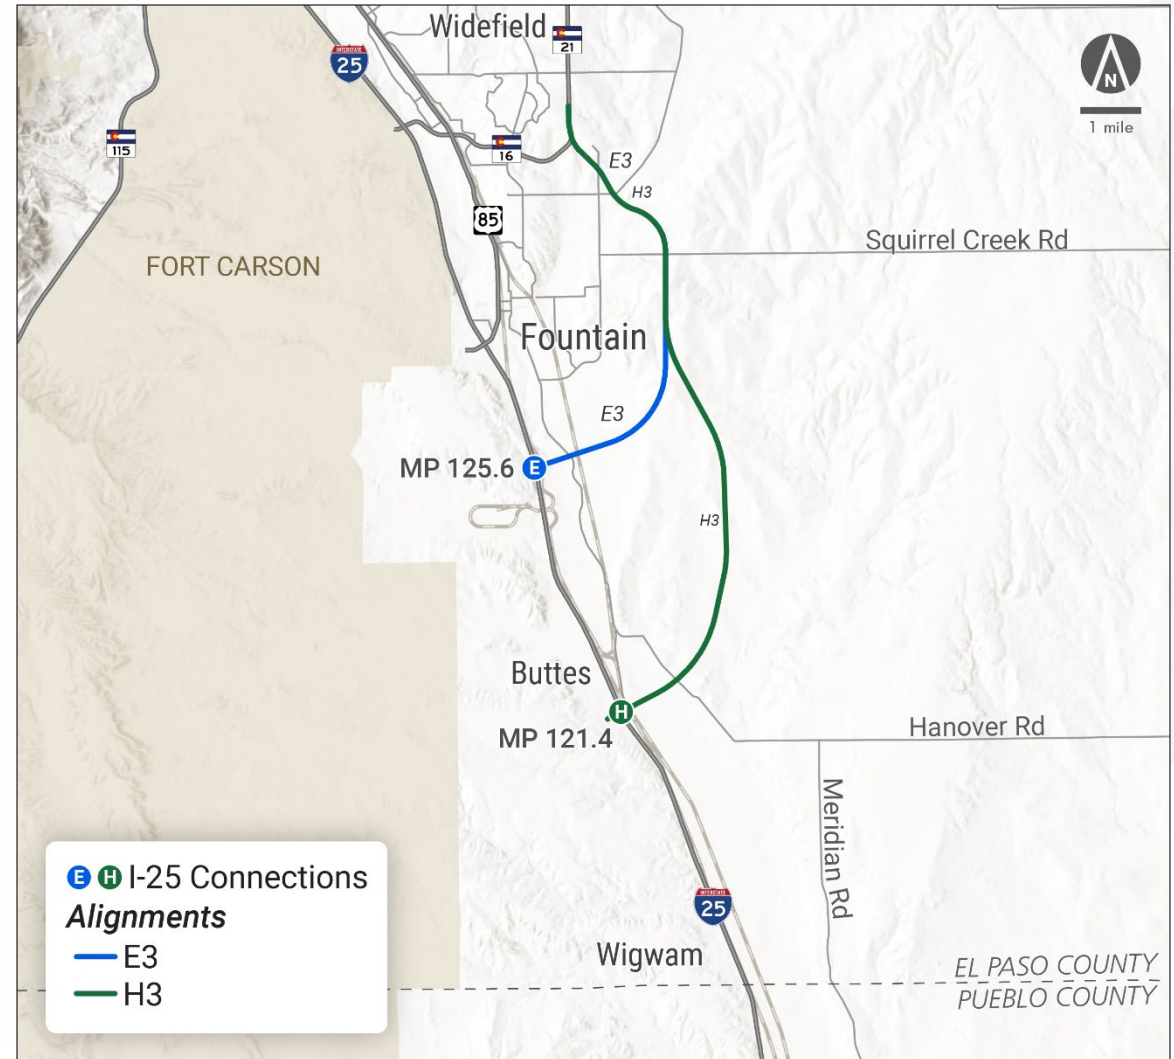 Widefield
21
INTERSTATE
25
N
1 mile
115
16
E3
H3
85
Squirrel Creek Rd
FORT CARSON
Fountain
E3
MP 125.6
E
H3
Buttes
H
MP 121.4
Hanover Rd
Meridian Rd
E H I-25 Connections
Alignments
E3
H3
INTERSTATE
25
Wigwam
EL PASO COUNTY
PUEBLO COUNTY